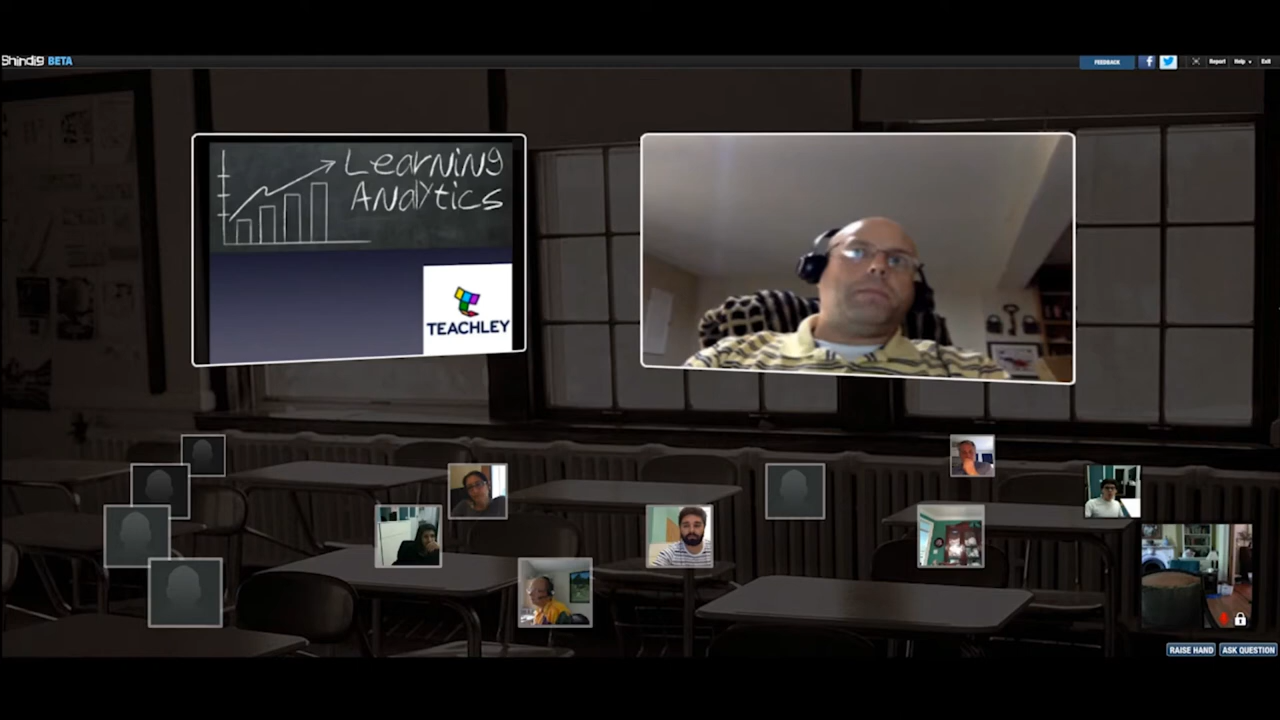 Shindig BETA
FEEDBACK
Report
Help
Exit
Learning
Analytics
TEACHLEY
RAISE HAND
ASK QUESTION